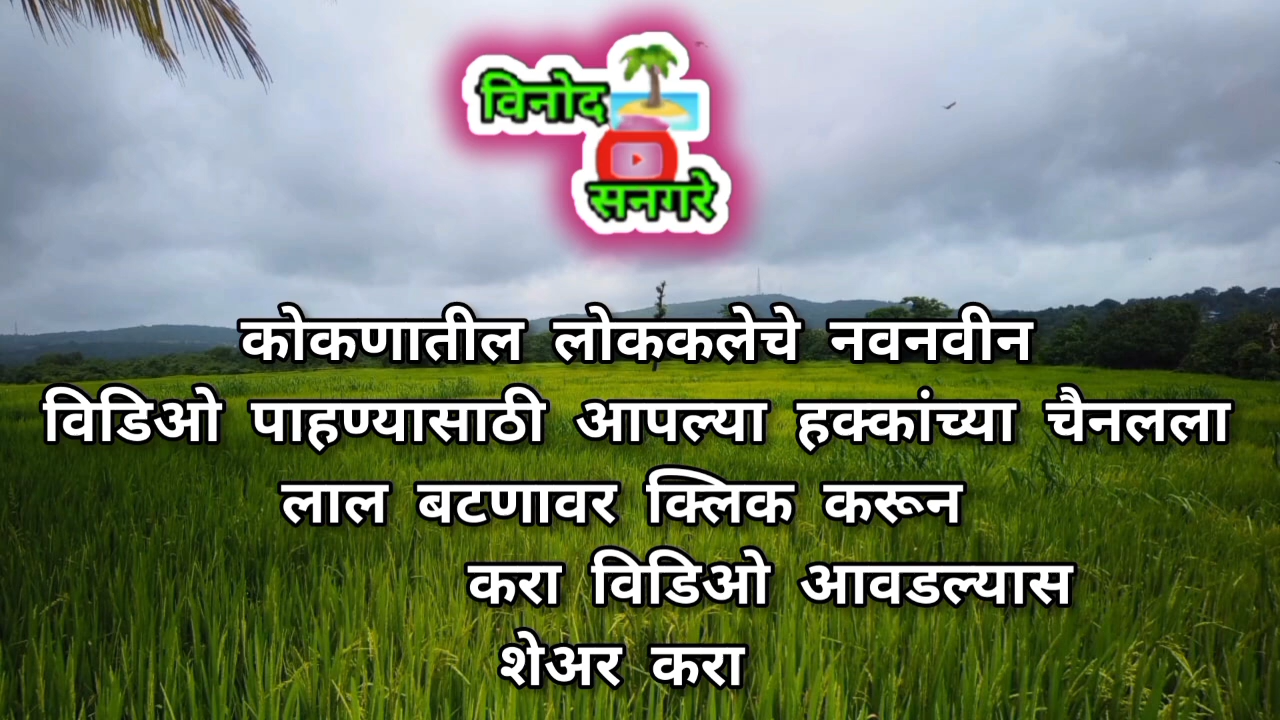 विनोद
सनगरे
कोकणातील लोककलेचे नवनवीन
विडिओ पाहण्यासाठी आपल्या हक्कांच्या चैनलला
लाल बटणावर क्लिक करून
करा विडिओ आवडल्यास
शेअर करा